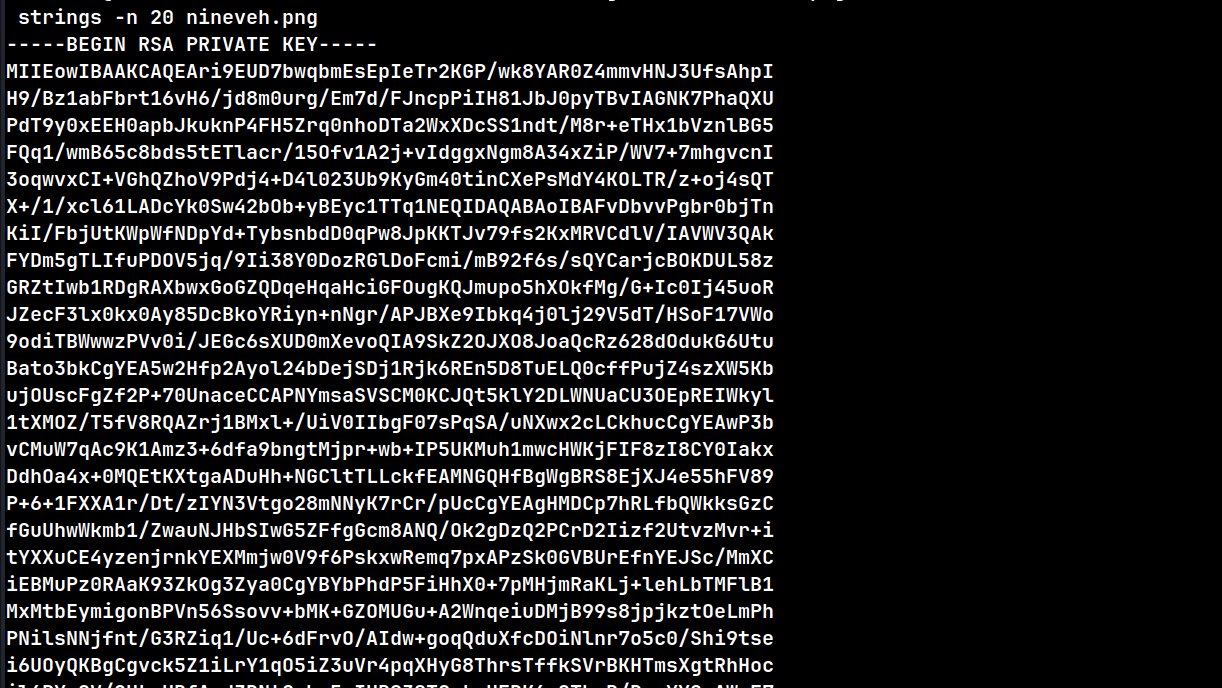 strings -n 20 nineveh.png
-----BEGIN RSA PRIVATE KEY-----
MIIEowIBAAKCAQEAri9EUD7bwqbmEsEpIeTr2KGP/wk8YAR0Z4mmvHNJ3UfsAhpI
H9/Bz1abFbrt16vH6/jd8m0urg/Em7d/FJncpPiIH81JbJ0pyTBvIAGNK7PhaQXU
PdT9y0xEEH0apbJkuknP4FH5Zrq0nhoDTa2WxXDcSS1ndt/M8r+eTHx1bVznlBG5
FQq1/wmB65c8bds5tETlacr/15Ofv1A2j+vIdggxNgm8A34xZiP/WV7+7mhgvcnI
3oqwvxCI+VGhQZhoV9Pdj4+D4l023Ub9KyGm40tinCXePsMdY4KOLTR/z+oj4sQT
X+/1/xcl61LADcYk0Sw42bOb+yBEyc1TTq1NEQIDAQABAoIBAFvDbvvPgbr0bjTn
KiI/FbjUtKWpWfNDpYd+TybsnbdD0qPw8JpKKTJv79fs2KxMRVCdlV/IAVWV3QAk
FYDm5gTLIfuPDOV5jq/9Ii38Y0DozRGlDoFcmi/mB92f6s/sQYCarjcBOKDUL58z
GRZtIwb1RDgRAXbwxGoGZQDqeHqaHciGFOugKQJmupo5hXOkfMg/G+Ic0Ij45uoR
JZecF3lx0kx0Ay85DcBkoYRiyn+nNgr/APJBXe9Ibkq4j0lj29V5dT/HSoF17VWo
9odiTBWwwzPVv0i/JEGc6sXUD0mXevoQIA9SkZ2OJXO8JoaQcRz628dOdukG6Utu
Bato3bkCgYEA5w2Hfp2Ayol24bDejSDj1Rjk6REn5D8TuELQ0cffPujZ4szXW5Kb
ujOUscFgZf2P+70UnaceCCAPNYmsaSVSCM0KCJQt5klY2DLWNUaCU3OEpREIWkyl
1tXMOZ/T5fV8RQAZrj1BMxl+/UiV0IIbgF07sPqSA/uNXwx2cLCkhucCgYEAwP3b
vCMuW7qAc9K1Amz3+6dfa9bngtMjpr+wb+IP5UKMuh1mwcHWKjFIF8zI8CY0Iakx
DdhOa4x+0MQEtKXtgaADuHh+NGCltTLLckfEAMNGQHfBgWgBRS8EjXJ4e55hFV89
P+6+1FXXA1r/Dt/zIYN3Vtgo28mNNyK7rCr/pUcCgYEAgHMDCp7hRLfbQWkksGzC
fGuUhwWkmb1/ZwauNJHbSIwG5ZFfgGcm8ANQ/Ok2gDzQ2PCrD2Iizf2UtvzMvr+i
tYXXuCE4yzenjrnkYEXMmjw0V9f6PskxwRemq7pxAPzSk0GVBUrEfnYEJSc/MmXC
iEBMuPz0RAaK93ZkOg3Zya0CgYBYbPhdP5FiHhX0+7pMHjmRaKLj+lehLbTMFlB1
MxMtbEymigonBPVn56Ssovv+bMK+GZOMUGu+A2WnqeiuDMjB99s8jpjkztOeLmPh
PNilsNNjfnt/G3RZiq1/Uc+6dFrvO/AIdw+goqQduXfcDOiNlnr7o5c0/Shi9tse
i6UOyQKBgCgvck5Z1iLrY1qO5iZ3uVr4pqXHyG8ThrsTffkSVrBKHTmsXgtRhHoc